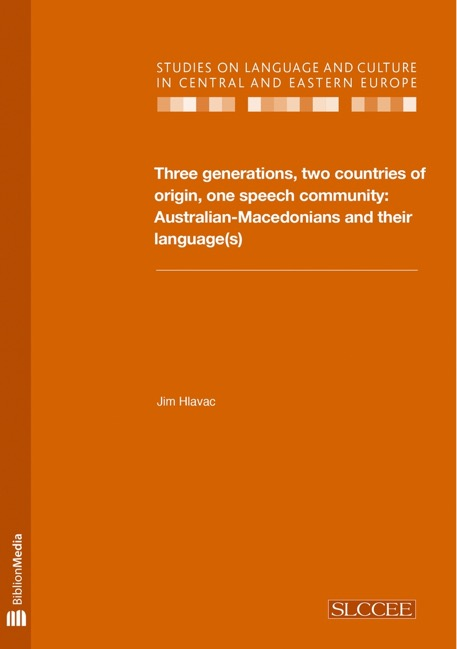 STUDIES ON LANGUAGE AND CULTURE
IN CENTRAL AND EASTERN EUROPE
Three generations, two countries of
origin, one speech community:
Australian-Macedonians and their
language(s)
Jim Hlavac
BiblionMedia
SLCCEE